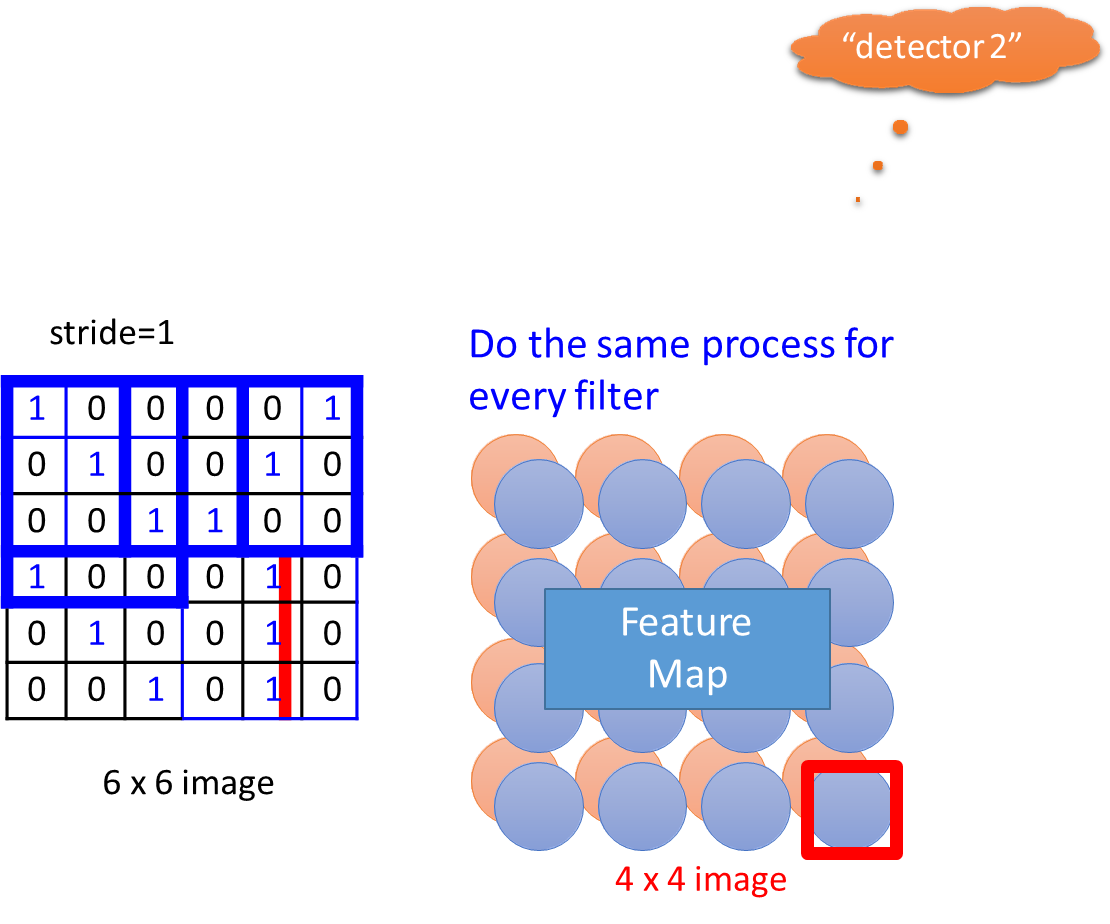 “detector 2”
stride=1
Do the same process for
every filter
1 0 0 0 0 1
0 1 0 0 1 0
0 0 1 1 0 0
1 0 0 0 1 0
0 1 0 0 1 0
0 0 1 0 1 0
Feature
Map
6 x 6 image
4 x 4 image